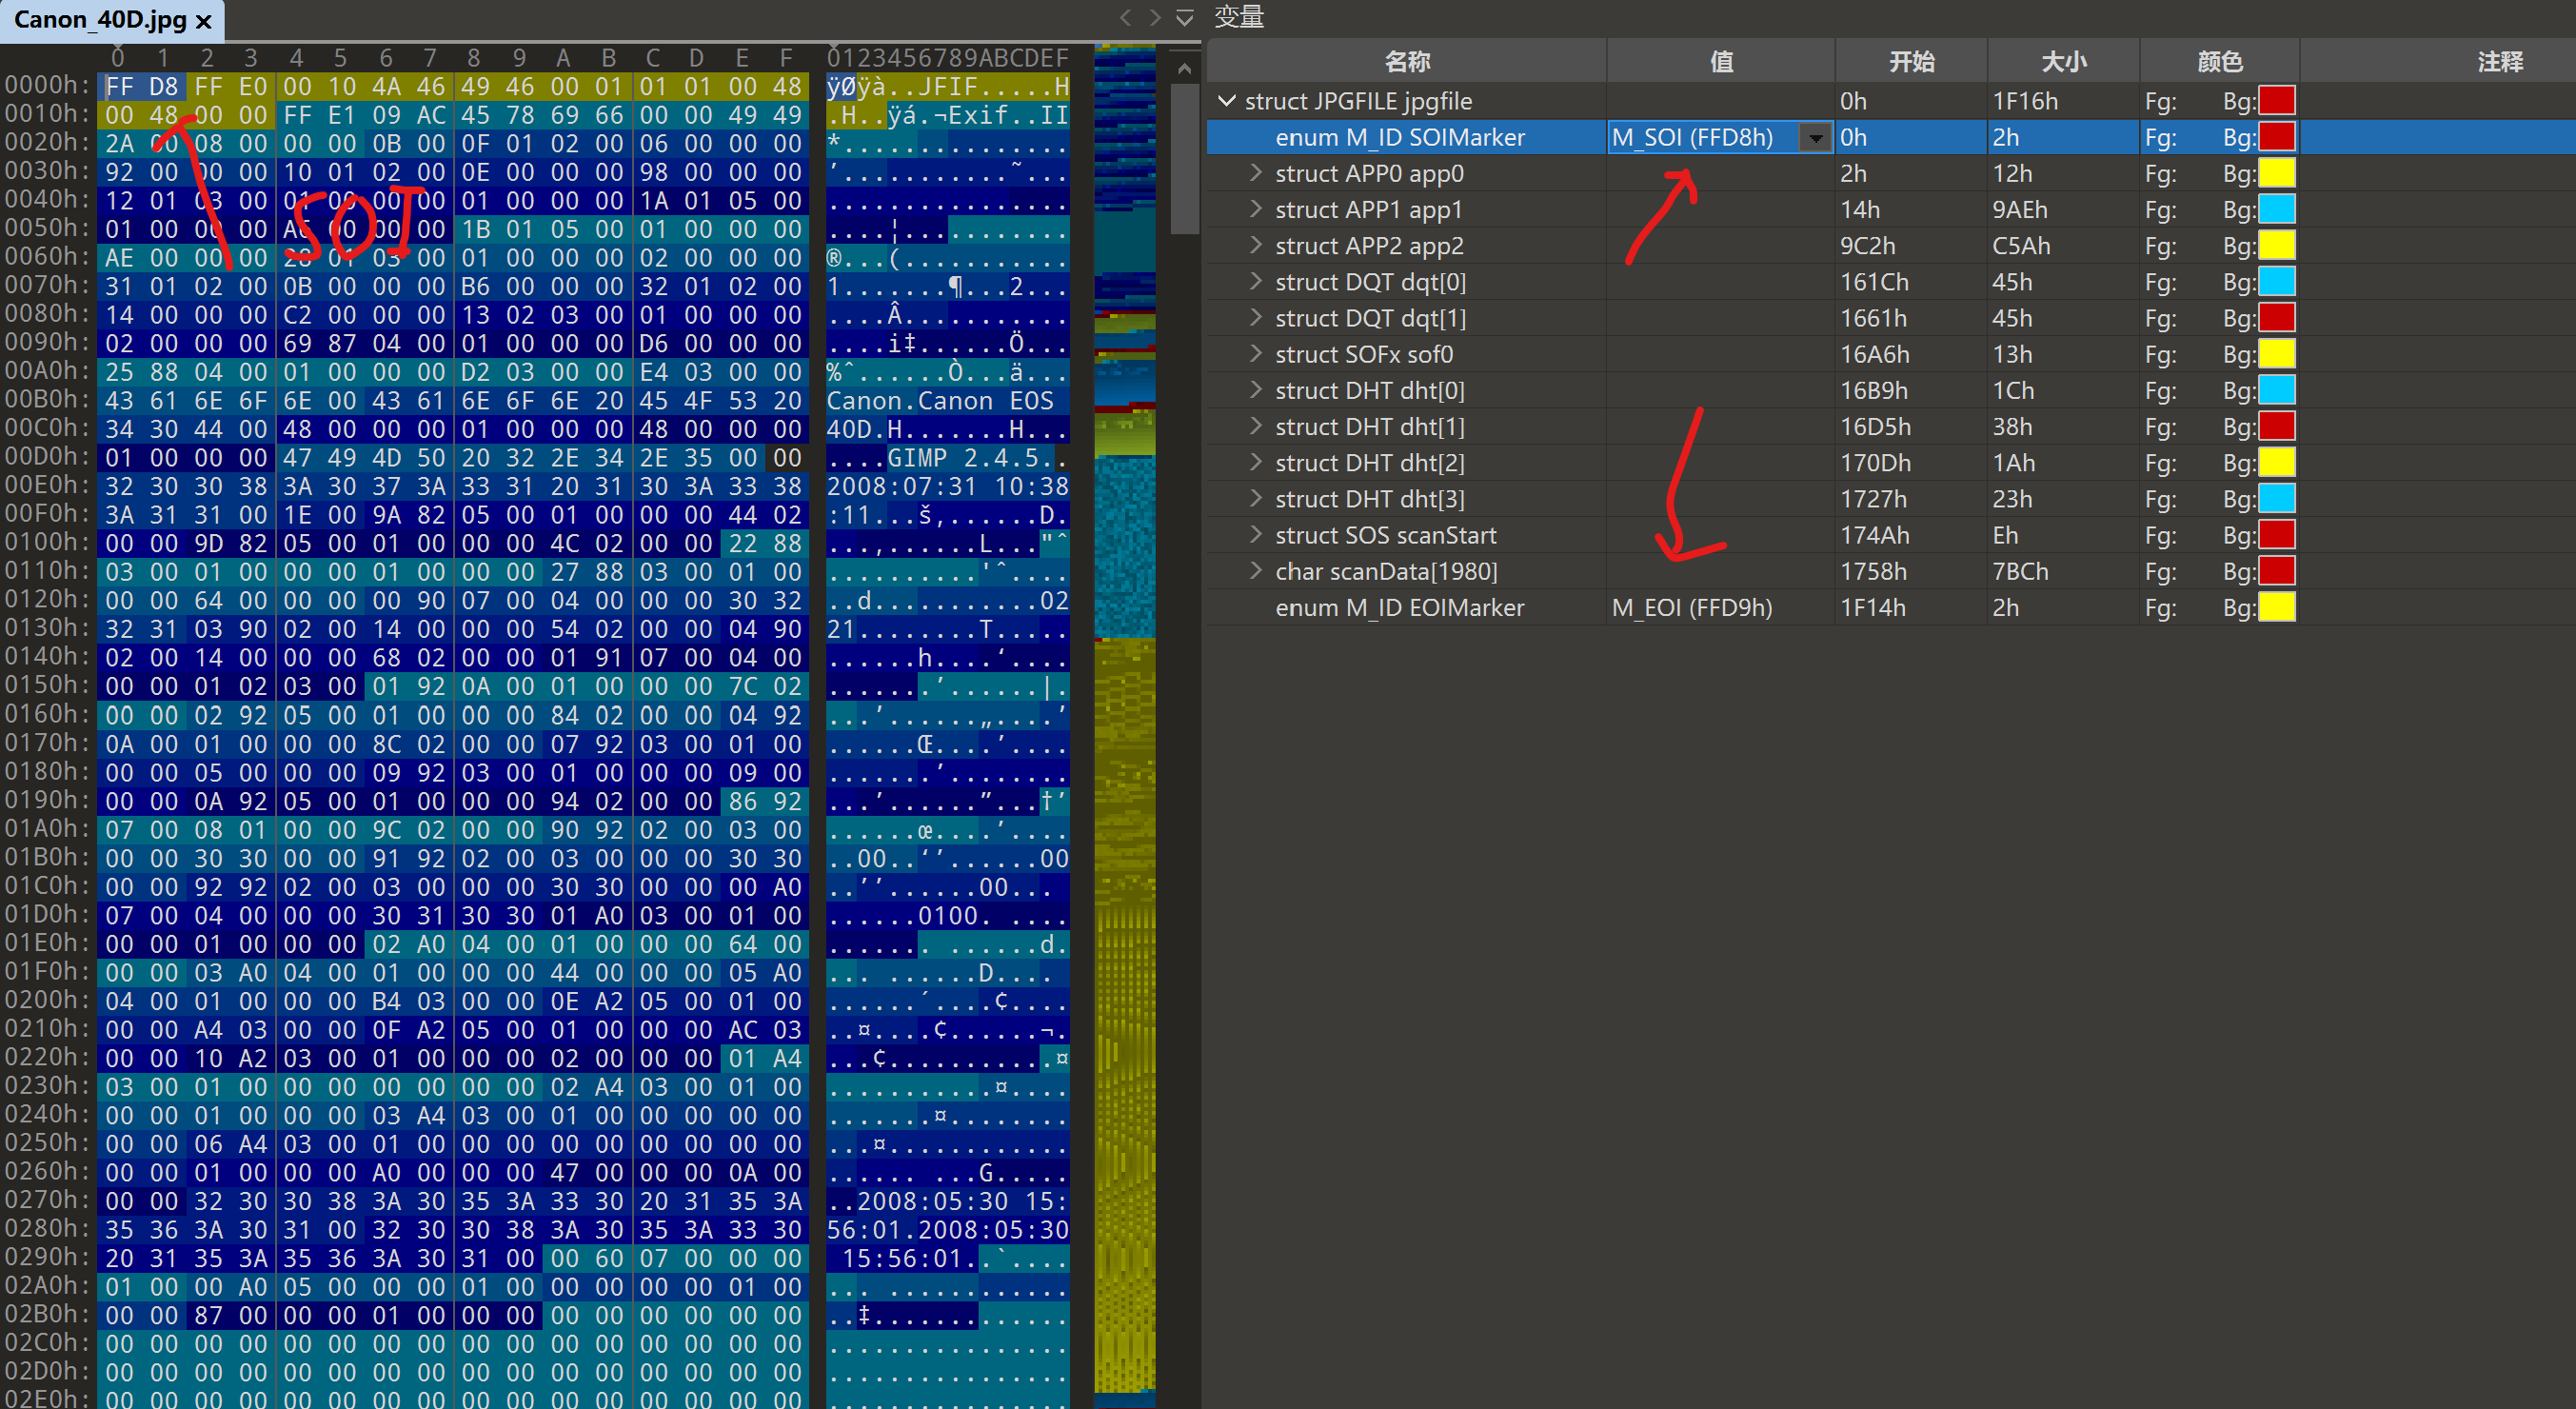 Canon_40D.jpg ×
变量
0 1 2 3 4 5 6 7 8 9 A B C D E F 0123456789ABCDEF
0000h: FF D8 FF E0 00 10 4A 46 49 46 00 01 01 01 00 48 ÿØÿà..JFIF.....H
0010h: 00 48 00 00 FF E1 09 AC 45 78 69 66 00 00 49 49 .H..ÿá.¬Exif..II
0020h: 2A 00 08 00 00 00 0B 00 0F 01 02 00 06 00 00 00 *...............
0030h: 92 00 00 00 10 01 02 00 0E 00 00 00 98 00 00 00 ’...........˜...
0040h: 12 01 03 00 01 00 00 00 01 00 00 00 1A 01 05 00 ................
0050h: 01 00 00 00 A6 00 00 00 1B 01 05 00 01 00 00 00 ....¦...........
0060h: AE 00 00 00 28 01 03 00 01 00 00 00 02 00 00 00 ®...(...........
0070h: 31 01 02 00 0B 00 00 00 B6 00 00 00 32 01 02 00 1.......¶...2...
0080h: 14 00 00 00 C2 00 00 00 13 02 03 00 01 00 00 00 ....Â...........
0090h: 02 00 00 00 69 87 04 00 01 00 00 00 D6 00 00 00 ....i‡......Ö...
00A0h: 25 88 04 00 01 00 00 00 D2 03 00 00 E4 03 00 00 %ˆ......Ò...ä...
00B0h: 43 61 6E 6F 6E 00 43 61 6E 6F 6E 20 45 4F 53 20 Canon.Canon EOS
00C0h: 34 30 44 00 48 00 00 00 01 00 00 00 48 00 00 00 40D.H.......H...
00D0h: 01 00 00 00 47 49 4D 50 20 32 2E 34 2E 35 00 00 ....GIMP 2.4.5..
00E0h: 32 30 30 38 3A 30 37 3A 33 31 20 31 30 3A 33 38 2008:07:31 10:38
00F0h: 3A 31 31 00 1E 00 9A 82 05 00 01 00 00 00 44 02 :11...š‚......D.
0100h: 00 00 9D 82 05 00 01 00 00 00 4C 02 00 00 22 88 ...‚......L..."ˆ
0110h: 03 00 01 00 00 00 01 00 00 00 27 88 03 00 01 00 ..........'ˆ....
0120h: 00 00 64 00 00 00 00 90 07 00 04 00 00 00 30 32 ..d...........02
0130h: 32 31 03 90 02 00 14 00 00 00 54 02 00 00 04 90 21........T.....
0140h: 02 00 14 00 00 00 68 02 00 00 01 91 07 00 04 00 ......h....‘....
0150h: 00 00 01 02 03 00 01 92 0A 00 01 00 00 00 7C 02 .......’......|.
0160h: 00 00 02 92 05 00 01 00 00 00 84 02 00 00 04 92 ...’......„....’
0170h: 0A 00 01 00 00 00 8C 02 00 00 07 92 03 00 01 00 ......Œ....’....
0180h: 00 00 05 00 00 00 09 92 03 00 01 00 00 00 09 00 .......’........
0190h: 00 00 0A 92 05 00 01 00 00 00 94 02 00 00 86 92 ...’......”...†’
01A0h: 07 00 08 01 00 00 9C 02 00 00 90 92 02 00 03 00 ......œ....’....
01B0h: 00 00 30 30 00 00 91 92 02 00 03 00 00 00 30 30 ..00..‘’......00
01C0h: 00 00 92 92 02 00 03 00 00 00 30 30 00 00 00 A0 ..’’......00...
01D0h: 07 00 04 00 00 00 30 31 30 30 01 A0 03 00 01 00 ......0100. ....
01E0h: 00 00 01 00 00 00 02 A0 04 00 01 00 00 00 64 00 ....... ......d.
01F0h: 00 00 03 A0 04 00 01 00 00 00 44 00 00 00 05 A0 ... ......D....
0200h: 04 00 01 00 00 00 B4 03 00 00 0E A2 05 00 01 00 ......´....¢....
0210h: 00 00 A4 03 00 00 0F A2 05 00 01 00 00 00 AC 03 ..¤....¢......¬.
0220h: 00 00 10 A2 03 00 01 00 00 00 02 00 00 00 01 A4 ...¢...........¤
0230h: 03 00 01 00 00 00 00 00 00 00 02 A4 03 00 01 00 ...........¤....
0240h: 00 00 01 00 00 00 03 A4 03 00 01 00 00 00 00 00 .......¤........
0250h: 00 00 06 A4 03 00 01 00 00 00 00 00 00 00 00 00 ...¤............
0260h: 00 00 01 00 00 00 A0 00 00 00 47 00 00 00 0A 00 ...... ...G.....
0270h: 00 00 32 30 30 38 3A 30 35 3A 33 30 20 31 35 3A ..2008:05:30 15:
0280h: 35 36 3A 30 31 00 32 30 30 38 3A 30 35 3A 33 30 56:01.2008:05:30
0290h: 20 31 35 3A 35 36 3A 30 31 00 00 60 07 00 00 00 15:56:01..`....
02A0h: 01 00 00 A0 05 00 00 00 01 00 00 00 00 00 01 00 ... ............
02B0h: 00 00 87 00 00 00 01 00 00 00 00 00 00 00 00 00 ..‡.............
02C0h: 00 00 00 00 00 00 00 00 00 00 00 00 00 00 00 00 ................
02D0h: 00 00 00 00 00 00 00 00 00 00 00 00 00 00 00 00 ................
02E0h: 00 00 00 00 00 00 00 00 00 00 00 00 00 00 00 00 ................
SOI
名称 值 开始 大小 颜色 注释
struct JPGFILE jpgfile 0h 1F16h Fg: Bg:
enum M_ID SOIMarker M_SOI (FFD8h) 0h 2h Fg: Bg:
struct APP0 app0 2h 12h Fg: Bg:
struct APP1 app1 14h 9AEh Fg: Bg:
struct APP2 app2 9C2h C5Ah Fg: Bg:
struct DQT dqt[0] 161Ch 45h Fg: Bg:
struct DQT dqt[1] 1661h 45h Fg: Bg:
struct SOFx sof0 16A6h 13h Fg: Bg:
struct DHT dht[0] 16B9h 1Ch Fg: Bg:
struct DHT dht[1] 16D5h 38h Fg: Bg:
struct DHT dht[2] 170Dh 1Ah Fg: Bg:
struct DHT dht[3] 1727h 23h Fg: Bg:
struct SOS scanStart 174Ah Eh Fg: Bg:
char scanData[1980] 1758h 7BCh Fg: Bg:
enum M_ID EOIMarker M_EOI (FFD9h) 1F14h 2h Fg: Bg: